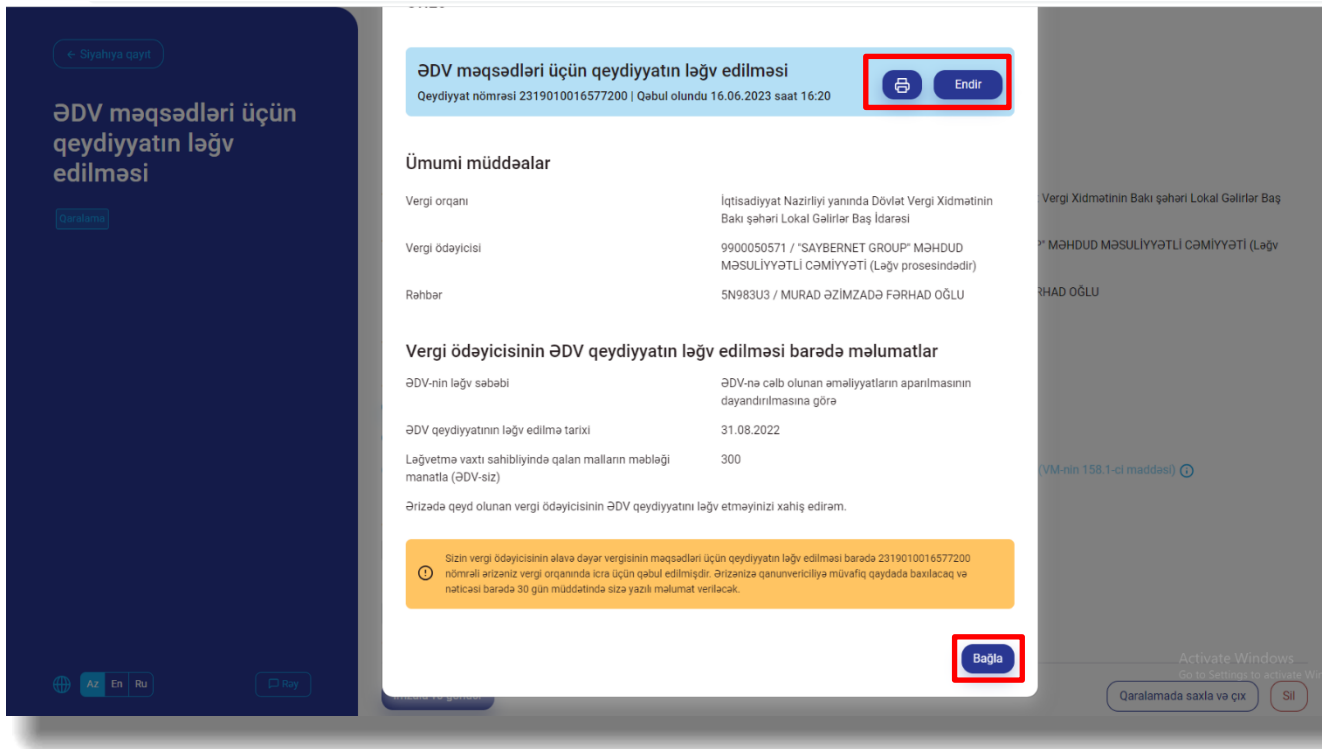 ← Siyahıya qayıt
ƏDV məqsədləri üçün
qeydiyyatın ləğv
edilməsi
Qaralama
Az En Ru
Rəy
ƏDV məqsədləri üçün qeydiyyatın ləğv edilməsi
Qeydiyyat nömrəsi 2319010016577200 | Qəbul olundu 16.06.2023 saat 16:20
Endir
Ümumi müddəalar
Vergi orqanı
İqtisadiyyat Nazirliyi yanında Dövlət Vergi Xidmətinin
Bakı şəhəri Lokal Gəlirlər Baş İdarəsi
Vergi ödəyicisi
9900050571 / "SAYBERNET GROUP" MƏHDUD
MƏSULİYYƏTLİ CƏMİYYƏTİ (Ləğv prosesindədir)
Rəhbər
5N983U3 / MURAD ƏZİMZADƏ FƏRHAD OĞLU
Vergi ödəyicisinin ƏDV qeydiyyatın ləğv edilməsi barədə məlumatlar
ƏDV-nin ləğv səbəbi
ƏDV-nə cəlb olunan əməliyyatların aparılmasının
dayandırılmasına görə
ƏDV qeydiyyatının ləğv edilmə tarixi
31.08.2022
Ləğvetmə vaxtı sahibliyində qalan malların məbləği
manatla (ƏDV-siz)
300
Ərizədə qeyd olunan vergi ödəyicisinin ƏDV qeydiyyatını ləğv etməyinizi xahiş edirəm.
Sizin vergi ödəyicisinin əlavə dəyər vergisinin məqsədləri üçün qeydiyyatın ləğv edilməsi barədə 2319010016577200
nömrəli ərizəniz vergi orqanında icra üçün qəbul edilmişdir. Ərizənizə qanunvericiliyə müvafiq qaydada baxılacaq və
nəticəsi barədə 30 gün müddətində sizə yazılı məlumat veriləcək.
Bağla
Vergi Xidmətinin Bakı şəhəri Lokal Gəlirlər Baş
P" MƏHDUD MƏSULİYYƏTLİ CƏMİYYƏTİ (Ləğv
RHAD OĞLU
(VM-nin 158.1-ci maddəsi)
Activate Windows
Go to Settings to activate Win
Qaralamada saxla və çıx
Sil